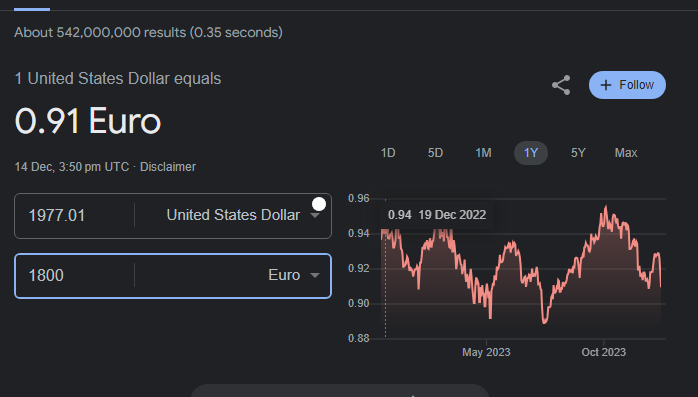 About 542,000,000 results (0.35 seconds)
1 United States Dollar equals
0.91 Euro
Follow
14 Dec, 3:50 pm UTC · Disclaimer
1D 5D 1M 1Y 5Y Max
1977.01 United States Dollar
1800 Euro
0.96
0.94 19 Dec 2022
0.94
0.92
0.90
0.88
May 2023 Oct 2023